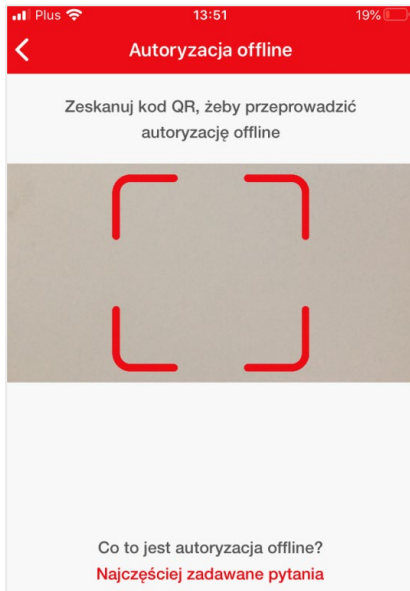 Plus 13:51 19%
Autoryzacja offline
Zeskanuj kod QR, żeby przeprowadzić
autoryzację offline
Co to jest autoryzacja offline?
Najczęściej zadawane pytania